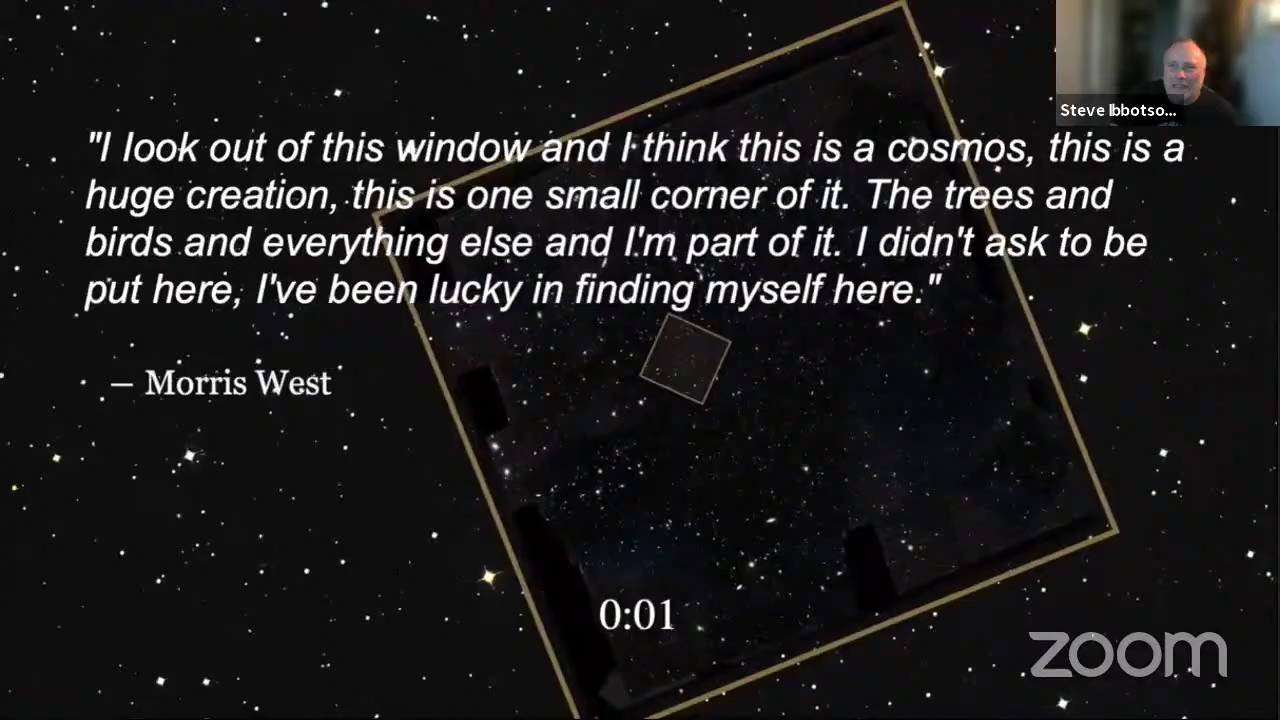 Steve Ibbotso...
"I look out of this window and I think this is a cosmos, this is a
huge creation, this is one small corner of it. The trees and
birds and everything else and I'm part of it. I didn't ask to be
put here, I've been lucky in finding myself here."
– Morris West
0:01
zoom